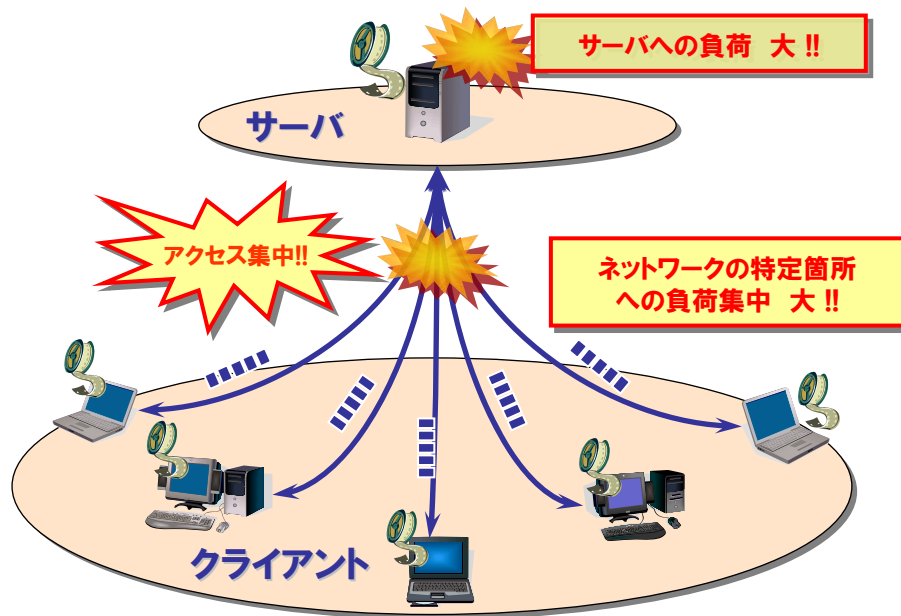 サーバへの負荷　大 !!
サーバ
アクセス集中!!
ネットワークの特定箇所
への負荷集中　大 !!
クライアント